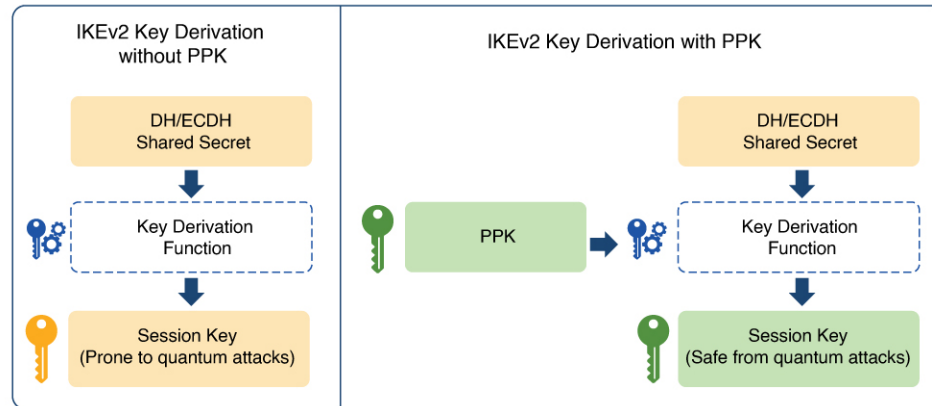 IKEv2 Key Derivation
without PPK
DH/ECDH
Shared Secret
Key Derivation
Function
Session Key
(Prone to quantum attacks)
IKEv2 Key Derivation with PPK
DH/ECDH
Shared Secret
PPK
Key Derivation
Function
Session Key
(Safe from quantum attacks)